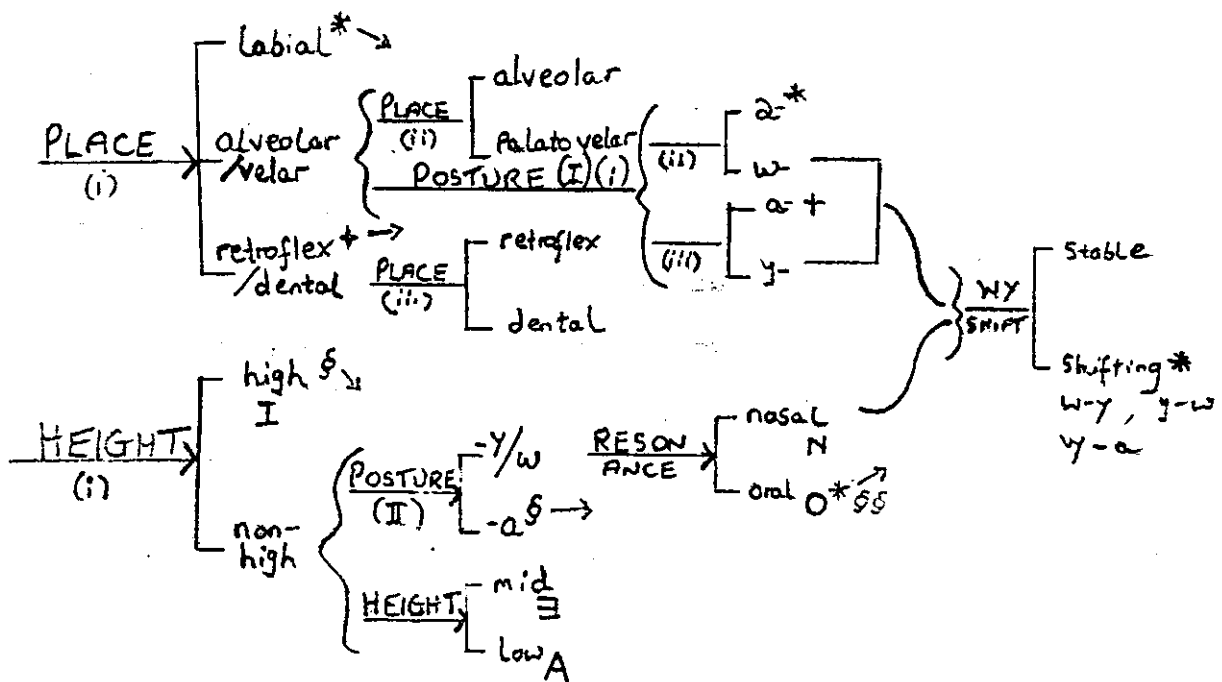 PLACE
(i)
labial*
alveolar
/velar
retroflex +
/dental
PLACE
(ii)
alveolar
palatovelar
POSTURE (I)(i)
PLACE
(iii)
retroflex
dental
(ii)
ə-*
w-
(iii)
a- +
y-
WY
SHIFT
Stable
Shifting*
w-y, y-w
y-a
HEIGHT
(i)
high §
I
non-
high
POSTURE
(II)
-y/w
-a §
HEIGHT
mid
Ǝ
low A
RESON
ANCE
nasal
N
oral O* §§